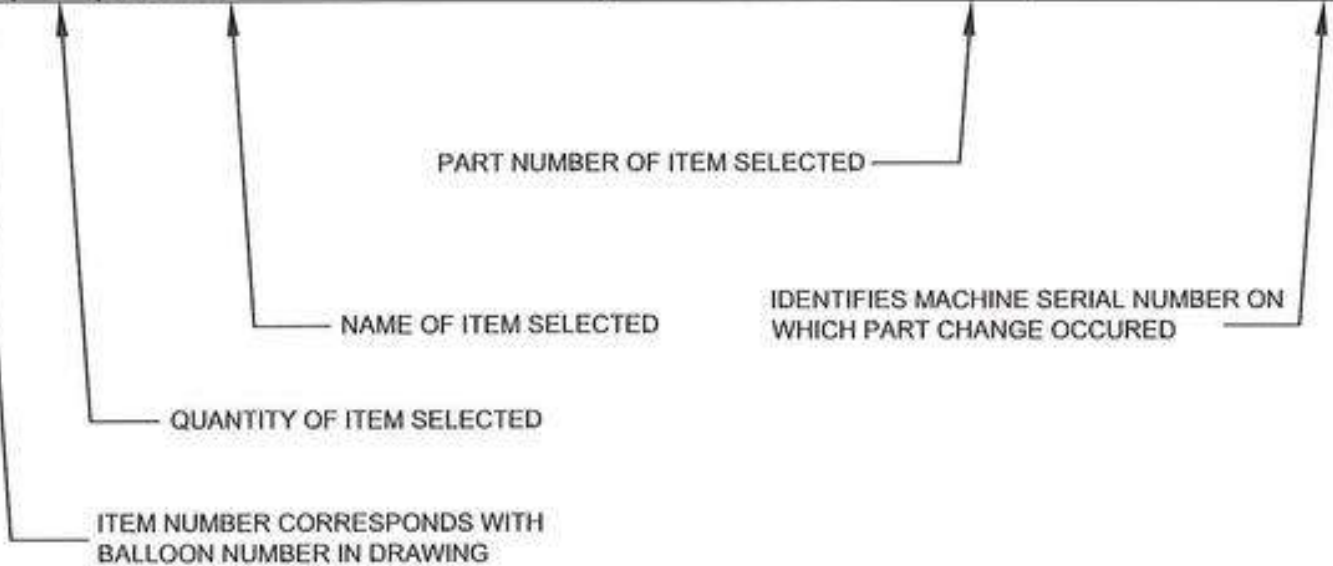 PART NUMBER OF ITEM SELECTED
IDENTIFIES MACHINE SERIAL NUMBER ON
WHICH PART CHANGE OCCURED
NAME OF ITEM SELECTED
QUANTITY OF ITEM SELECTED
ITEM NUMBER CORRESPONDS WITH
BALLOON NUMBER IN DRAWING